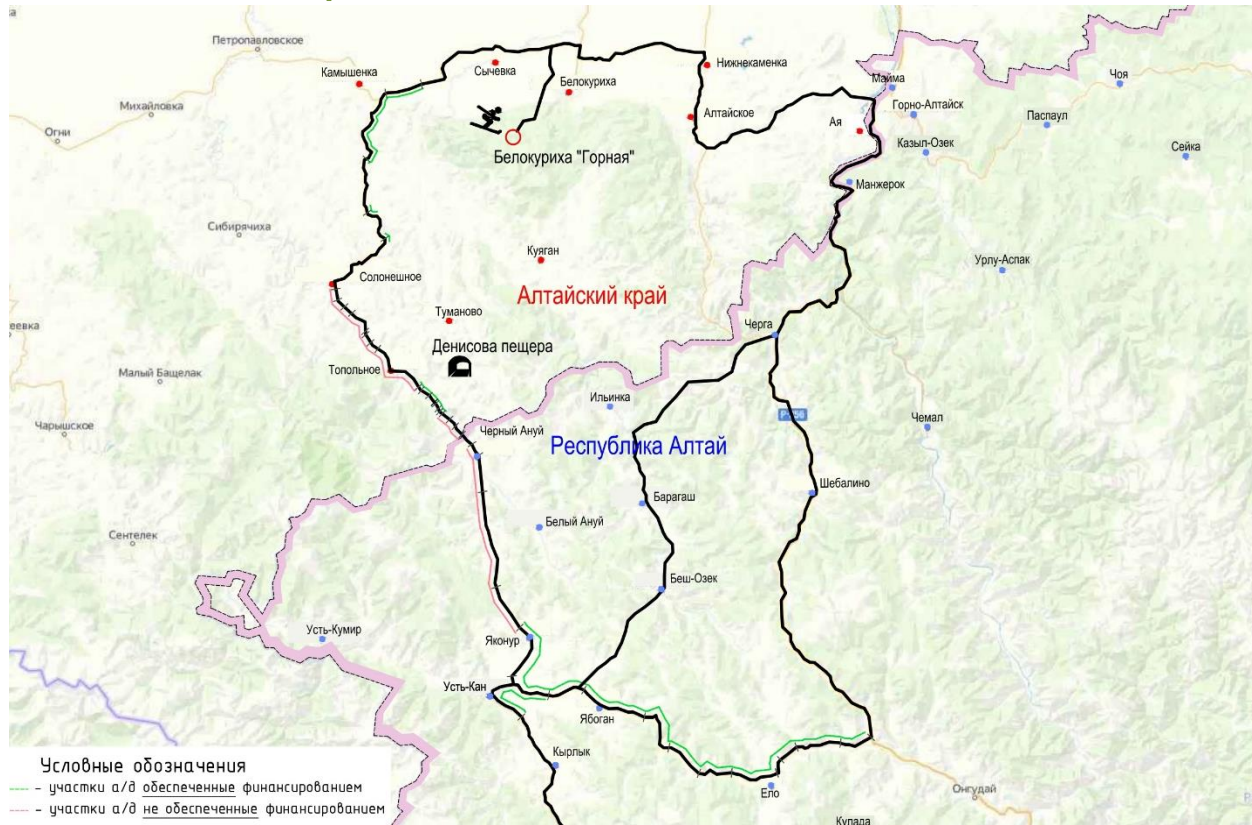 Петропавловское
Камышенка
Сычевка
Белокуриха
Нижнекаменка
Майма
Чоя
Михайловка
Огни
Алтайское
Ая
Горно-Алтайск
Паспаул
Казыл-Озек
Сейка
Белокуриха "Горная"
Манжерок
Сибирячиха
Куяган
Урлу-Аспак
Солонешное
Алтайский край
Туманово
Черга
еевка
Денисова пещера
Малый Бащелак
Топольное
Ильинка
Чемал
Чарышское
Черный Ануй
Республика Алтай
Шебалино
Барагаш
Белый Ануй
Сентелек
Беш-Озек
Усть-Кумир
Яконур
Усть-Кан
Ябоган
Кырлык
Ело
Онгудай
Купада
Условные обозначения
- участки а/д обеспеченные финансированием
- участки а/д не обеспеченные финансированием